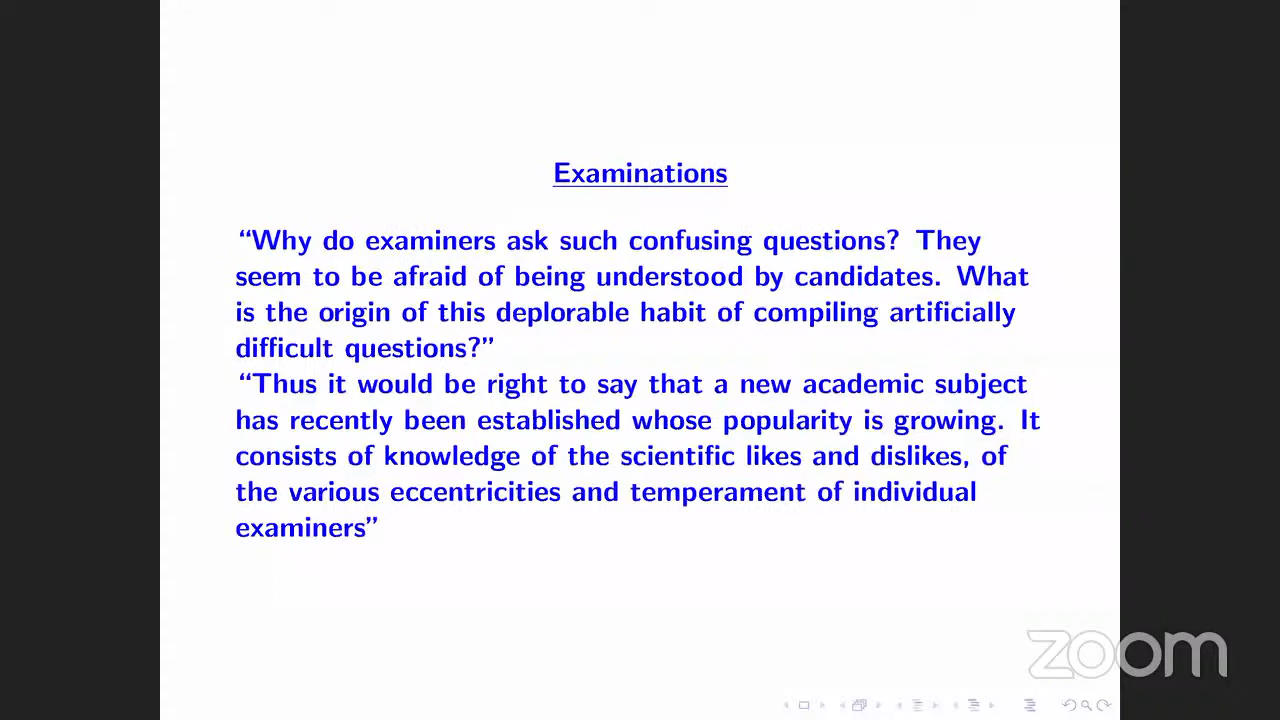 Examinations
“Why do examiners ask such confusing questions? They
seem to be afraid of being understood by candidates. What
is the origin of this deplorable habit of compiling artificially
difficult questions?”
“Thus it would be right to say that a new academic subject
has recently been established whose popularity is growing. It
consists of knowledge of the scientific likes and dislikes, of
the various eccentricities and temperament of individual
examiners”
zoom